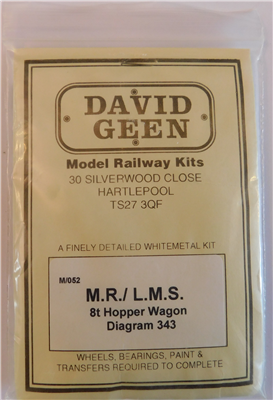 DAVID
GEEN
Model Railway Kits
30 SILVERWOOD CLOSE
HARTLEPOOL
TS27 3QF
A FINELY DETAILED WHITEMETAL KIT
M/052
M.R./ L.M.S.
8t Hopper Wagon
Diagram 343
WHEELS, BEARINGS, PAINT &
TRANSFERS REQUIRED TO COMPLETE